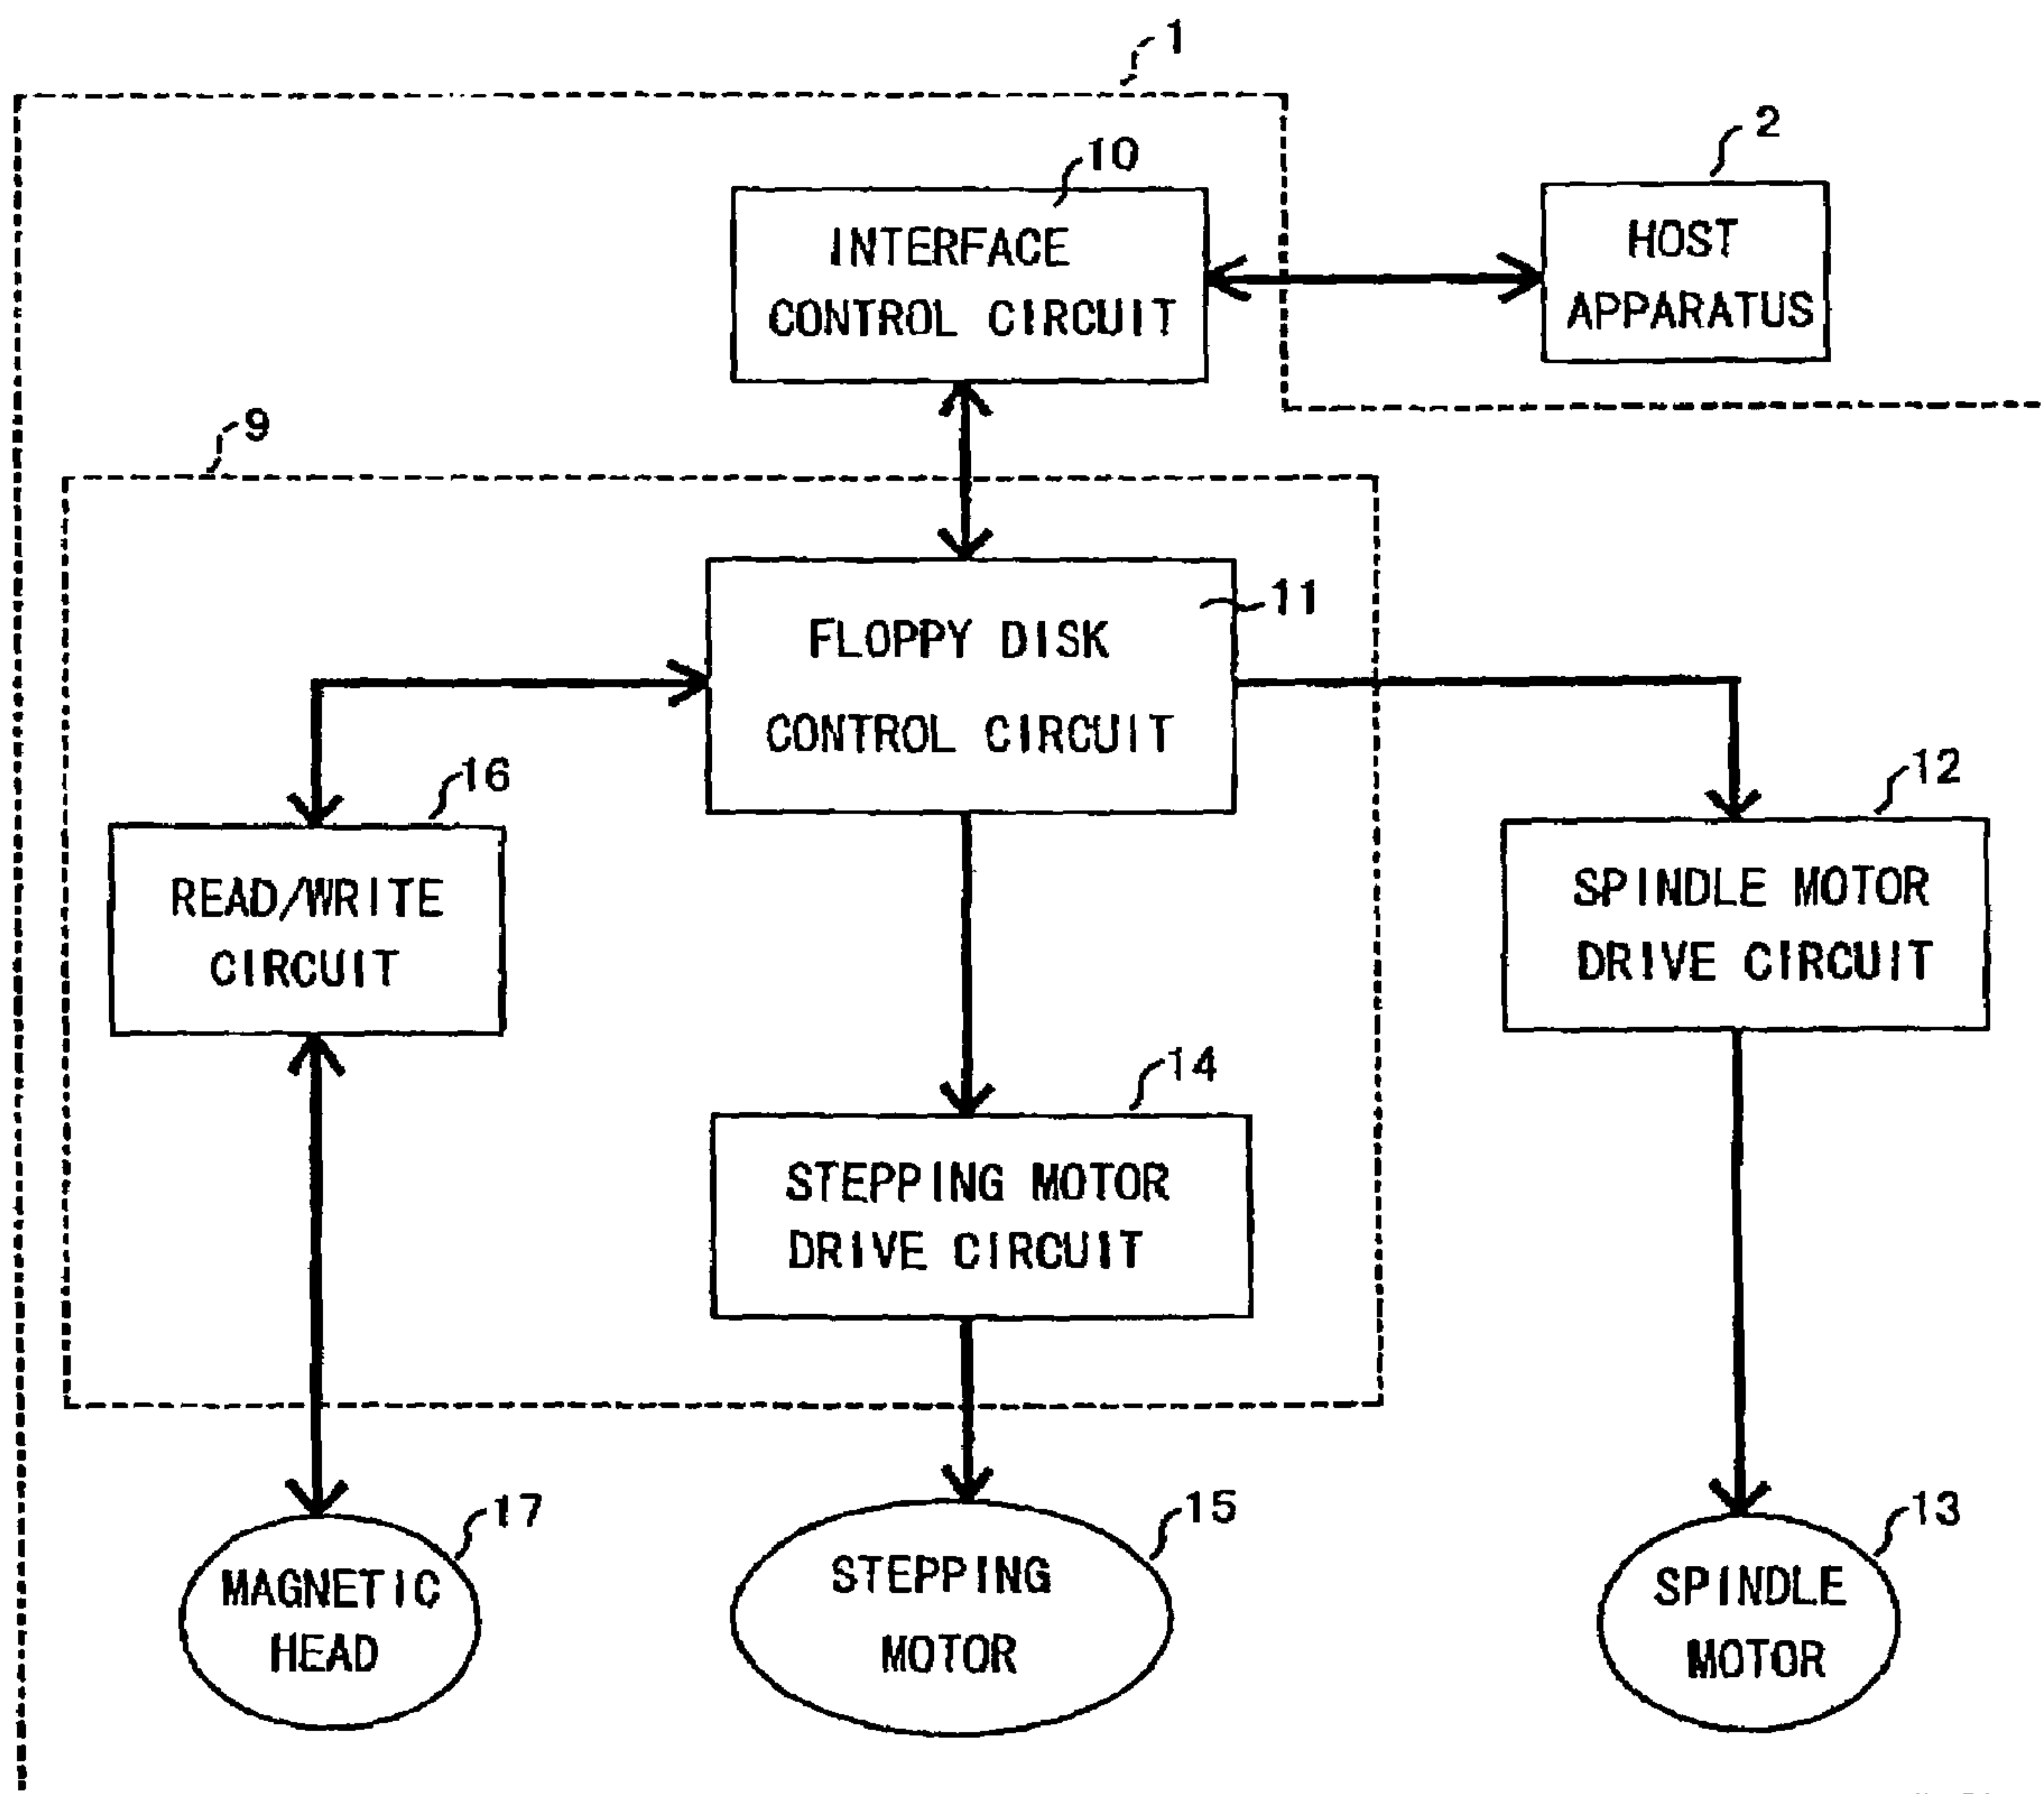 1
2
10
INTERFACE
CONTROL CIRCUIT
HOST
APPARATUS
9
11
FLOPPY DISK
CONTROL CIRCUIT
16
READ/WRITE
CIRCUIT
12
SPINDLE MOTOR
DRIVE CIRCUIT
14
STEPPING MOTOR
DRIVE CIRCUIT
17
MAGNETIC
HEAD
15
STEPPING
MOTOR
13
SPINDLE
MOTOR